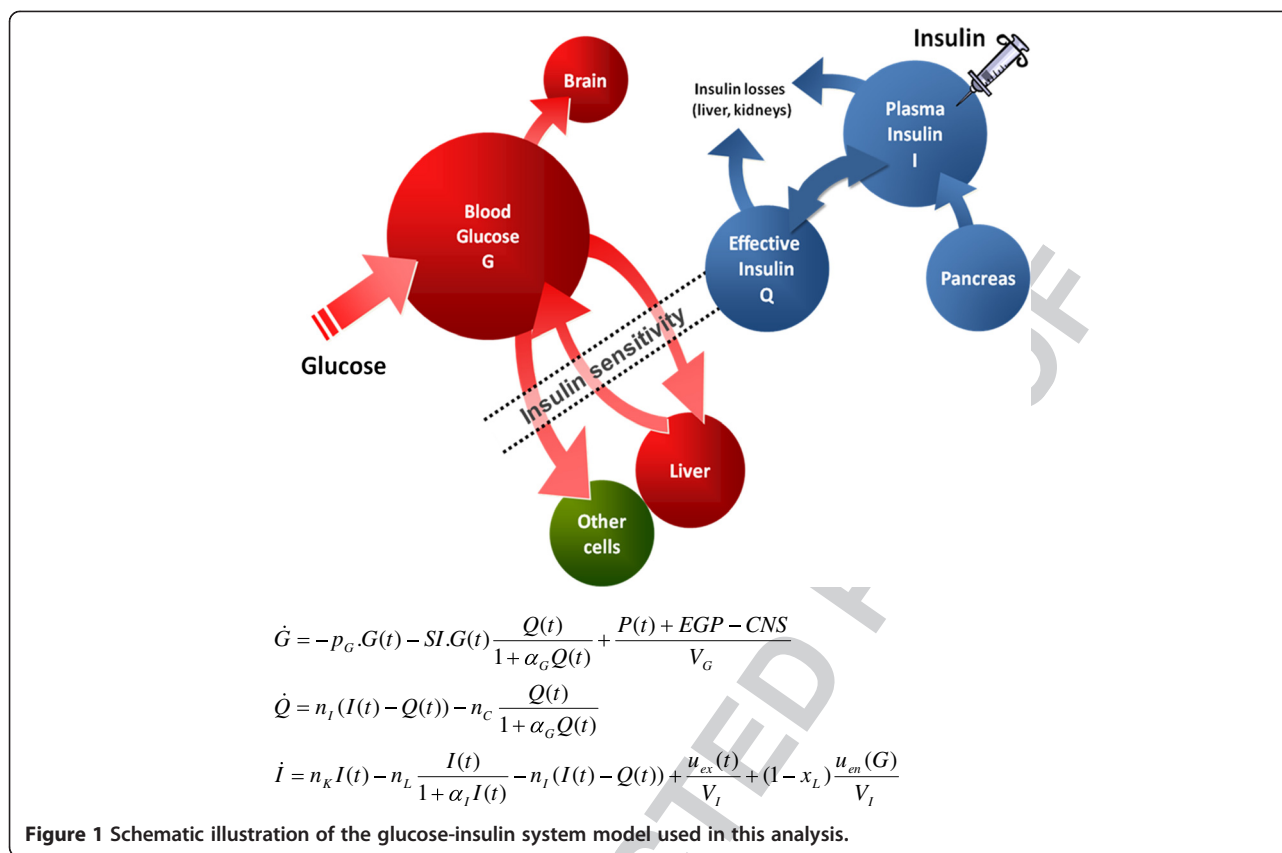 Insulin
Brain
Insulin losses
(liver, kidneys)
Plasma
Insulin
I
Blood
Glucose
G
Effective
Insulin
Q
Pancreas
Insulin sensitivity
Glucose
Liver
Other
cells
Ġ = −p_G.G(t) − SI.G(t) Q(t)/(1 + α_G Q(t)) + (P(t) + EGP − CNS)/V_G
Q̇ = n_I(I(t) − Q(t)) − n_C Q(t)/(1 + α_G Q(t))
İ = n_K I(t) − n_L I(t)/(1 + α_I I(t)) − n_I(I(t) − Q(t)) + u_ex(t)/V_I + (1 − x_L) u_en(G)/V_I
Figure 1 Schematic illustration of the glucose-insulin system model used in this analysis.